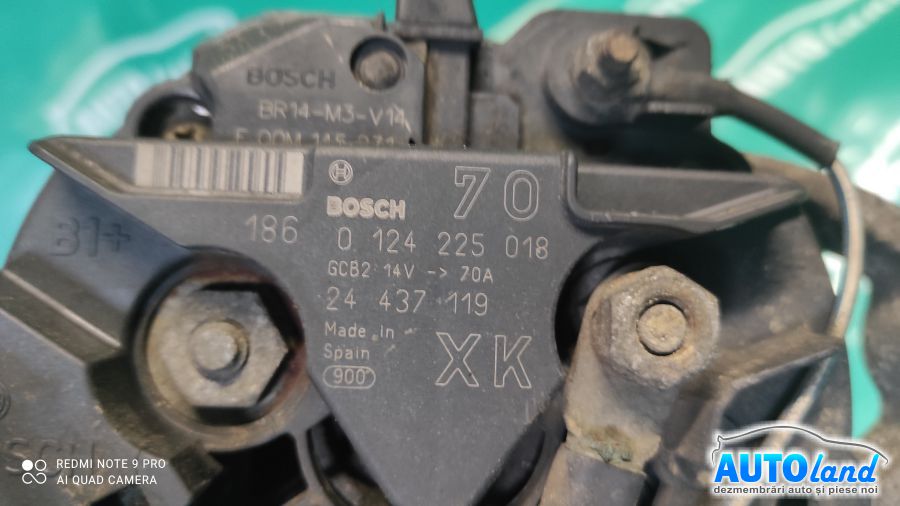 BOSCH
BR14-M3-V14
70
BOSCH
186
0 124 225 018
B1+
GCB2 14V -> 70A
24 437 119
Made in
Spain
900
XK
REDMI NOTE 9 PRO
AI QUAD CAMERA
AUTOland
dezmembrări auto și piese noi